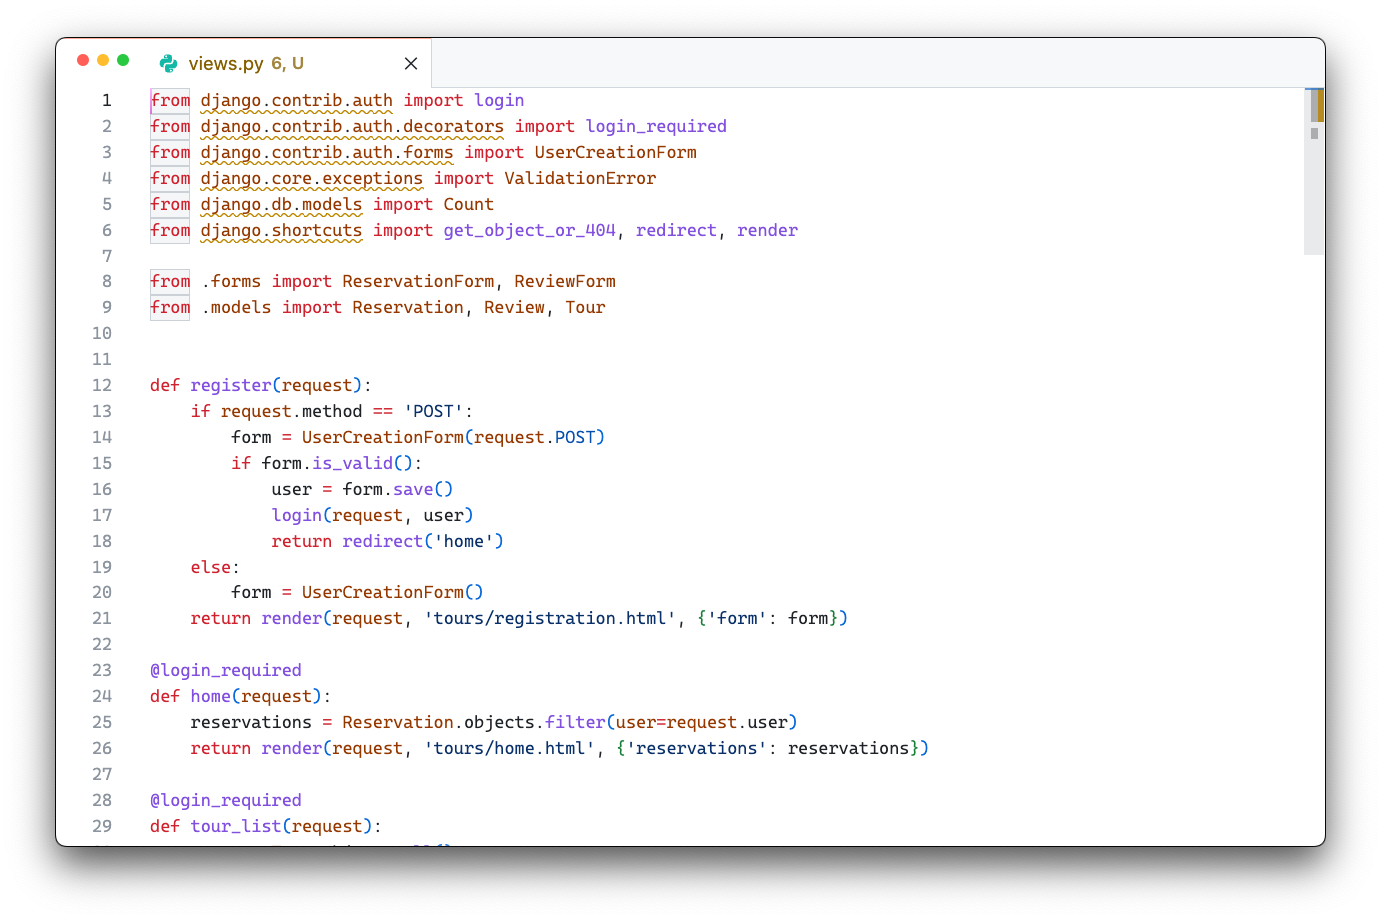 views.py 6, U
1 from django.contrib.auth import login
2 from django.contrib.auth.decorators import login_required
3 from django.contrib.auth.forms import UserCreationForm
4 from django.core.exceptions import ValidationError
5 from django.db.models import Count
6 from django.shortcuts import get_object_or_404, redirect, render
7
8 from .forms import ReservationForm, ReviewForm
9 from .models import Reservation, Review, Tour
10
11
12 def register(request):
13     if request.method == 'POST':
14         form = UserCreationForm(request.POST)
15         if form.is_valid():
16             user = form.save()
17             login(request, user)
18             return redirect('home')
19     else:
20         form = UserCreationForm()
21     return render(request, 'tours/registration.html', {'form': form})
22
23 @login_required
24 def home(request):
25     reservations = Reservation.objects.filter(user=request.user)
26     return render(request, 'tours/home.html', {'reservations': reservations})
27
28 @login_required
29 def tour_list(request):